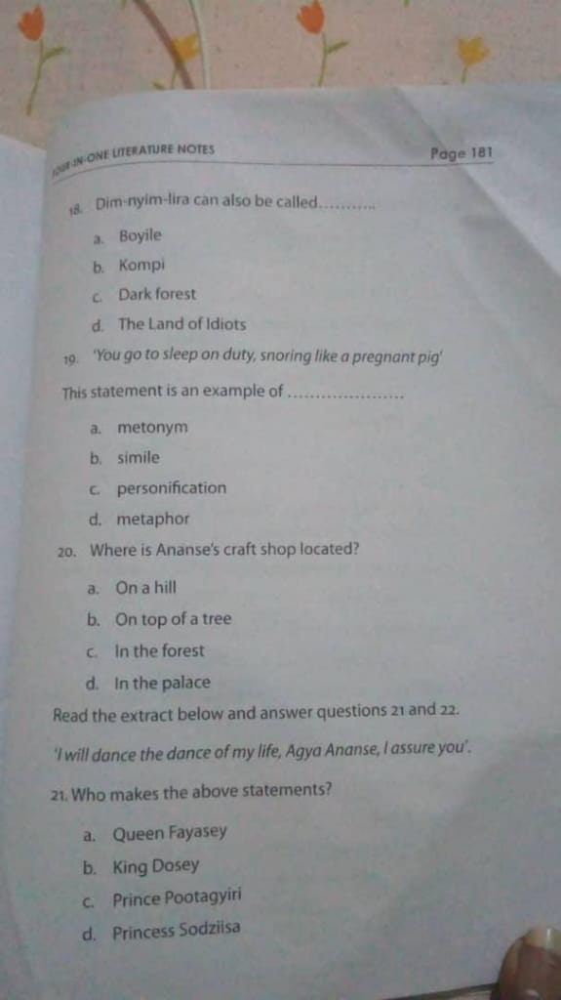 FOUR-IN-ONE LITERATURE NOTES
Page 181
18. Dim-nyim-lira can also be called...........
a. Boyile
b. Kompi
c. Dark forest
d. The Land of Idiots
19. 'You go to sleep on duty, snoring like a pregnant pig'
This statement is an example of .....................
a. metonym
b. simile
c. personification
d. metaphor
20. Where is Ananse's craft shop located?
a. On a hill
b. On top of a tree
c. In the forest
d. In the palace
Read the extract below and answer questions 21 and 22.
'I will dance the dance of my life, Agya Ananse, I assure you'.
21. Who makes the above statements?
a. Queen Fayasey
b. King Dosey
c. Prince Pootagyiri
d. Princess Sodziisa